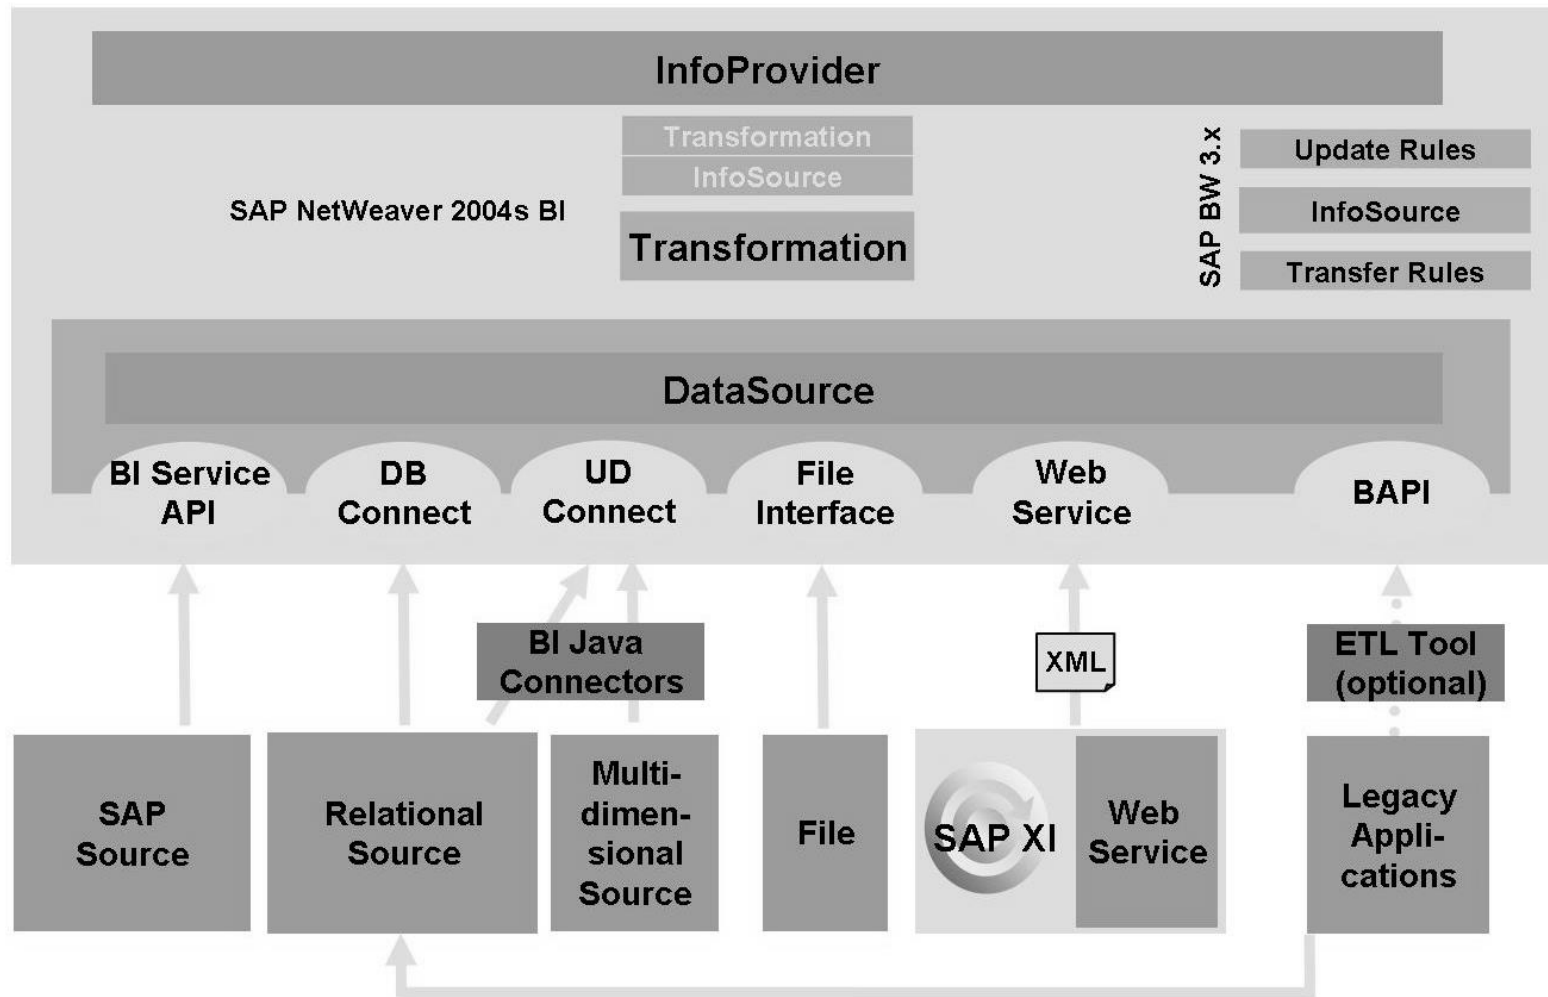 InfoProvider
Transformation
InfoSource
SAP NetWeaver 2004s BI
Transformation
SAP BW 3.x
Update Rules
InfoSource
Transfer Rules
DataSource
BI Service
API
DB
Connect
UD
Connect
File
Interface
Web
Service
BAPI
BI Java
Connectors
XML
ETL Tool
(optional)
SAP
Source
Relational
Source
Multi-
dimen-
sional
Source
File
SAP XI
Web
Service
Legacy
Appli-
cations